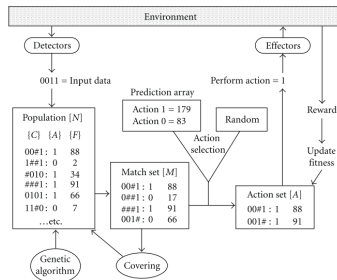 Environment
Detectors
Effectors
0011 = Input data
Perform action = 1
Reward
Update
fitness
Prediction array
Action 1 = 179
Action 0 = 83
Random
Action
selection
Population [N]
{C} {A} {F}
00#1: 1 88
1##1: 0 2
#010: 1 34
###1: 1 91
0101: 1 66
11#0: 0 7
...etc.
Match set [M]
00#1: 1 88
0##1: 0 17
###1: 1 91
001#: 0 66
Action set [A]
00#1: 1 88
001#: 1 91
Genetic
algorithm
Covering